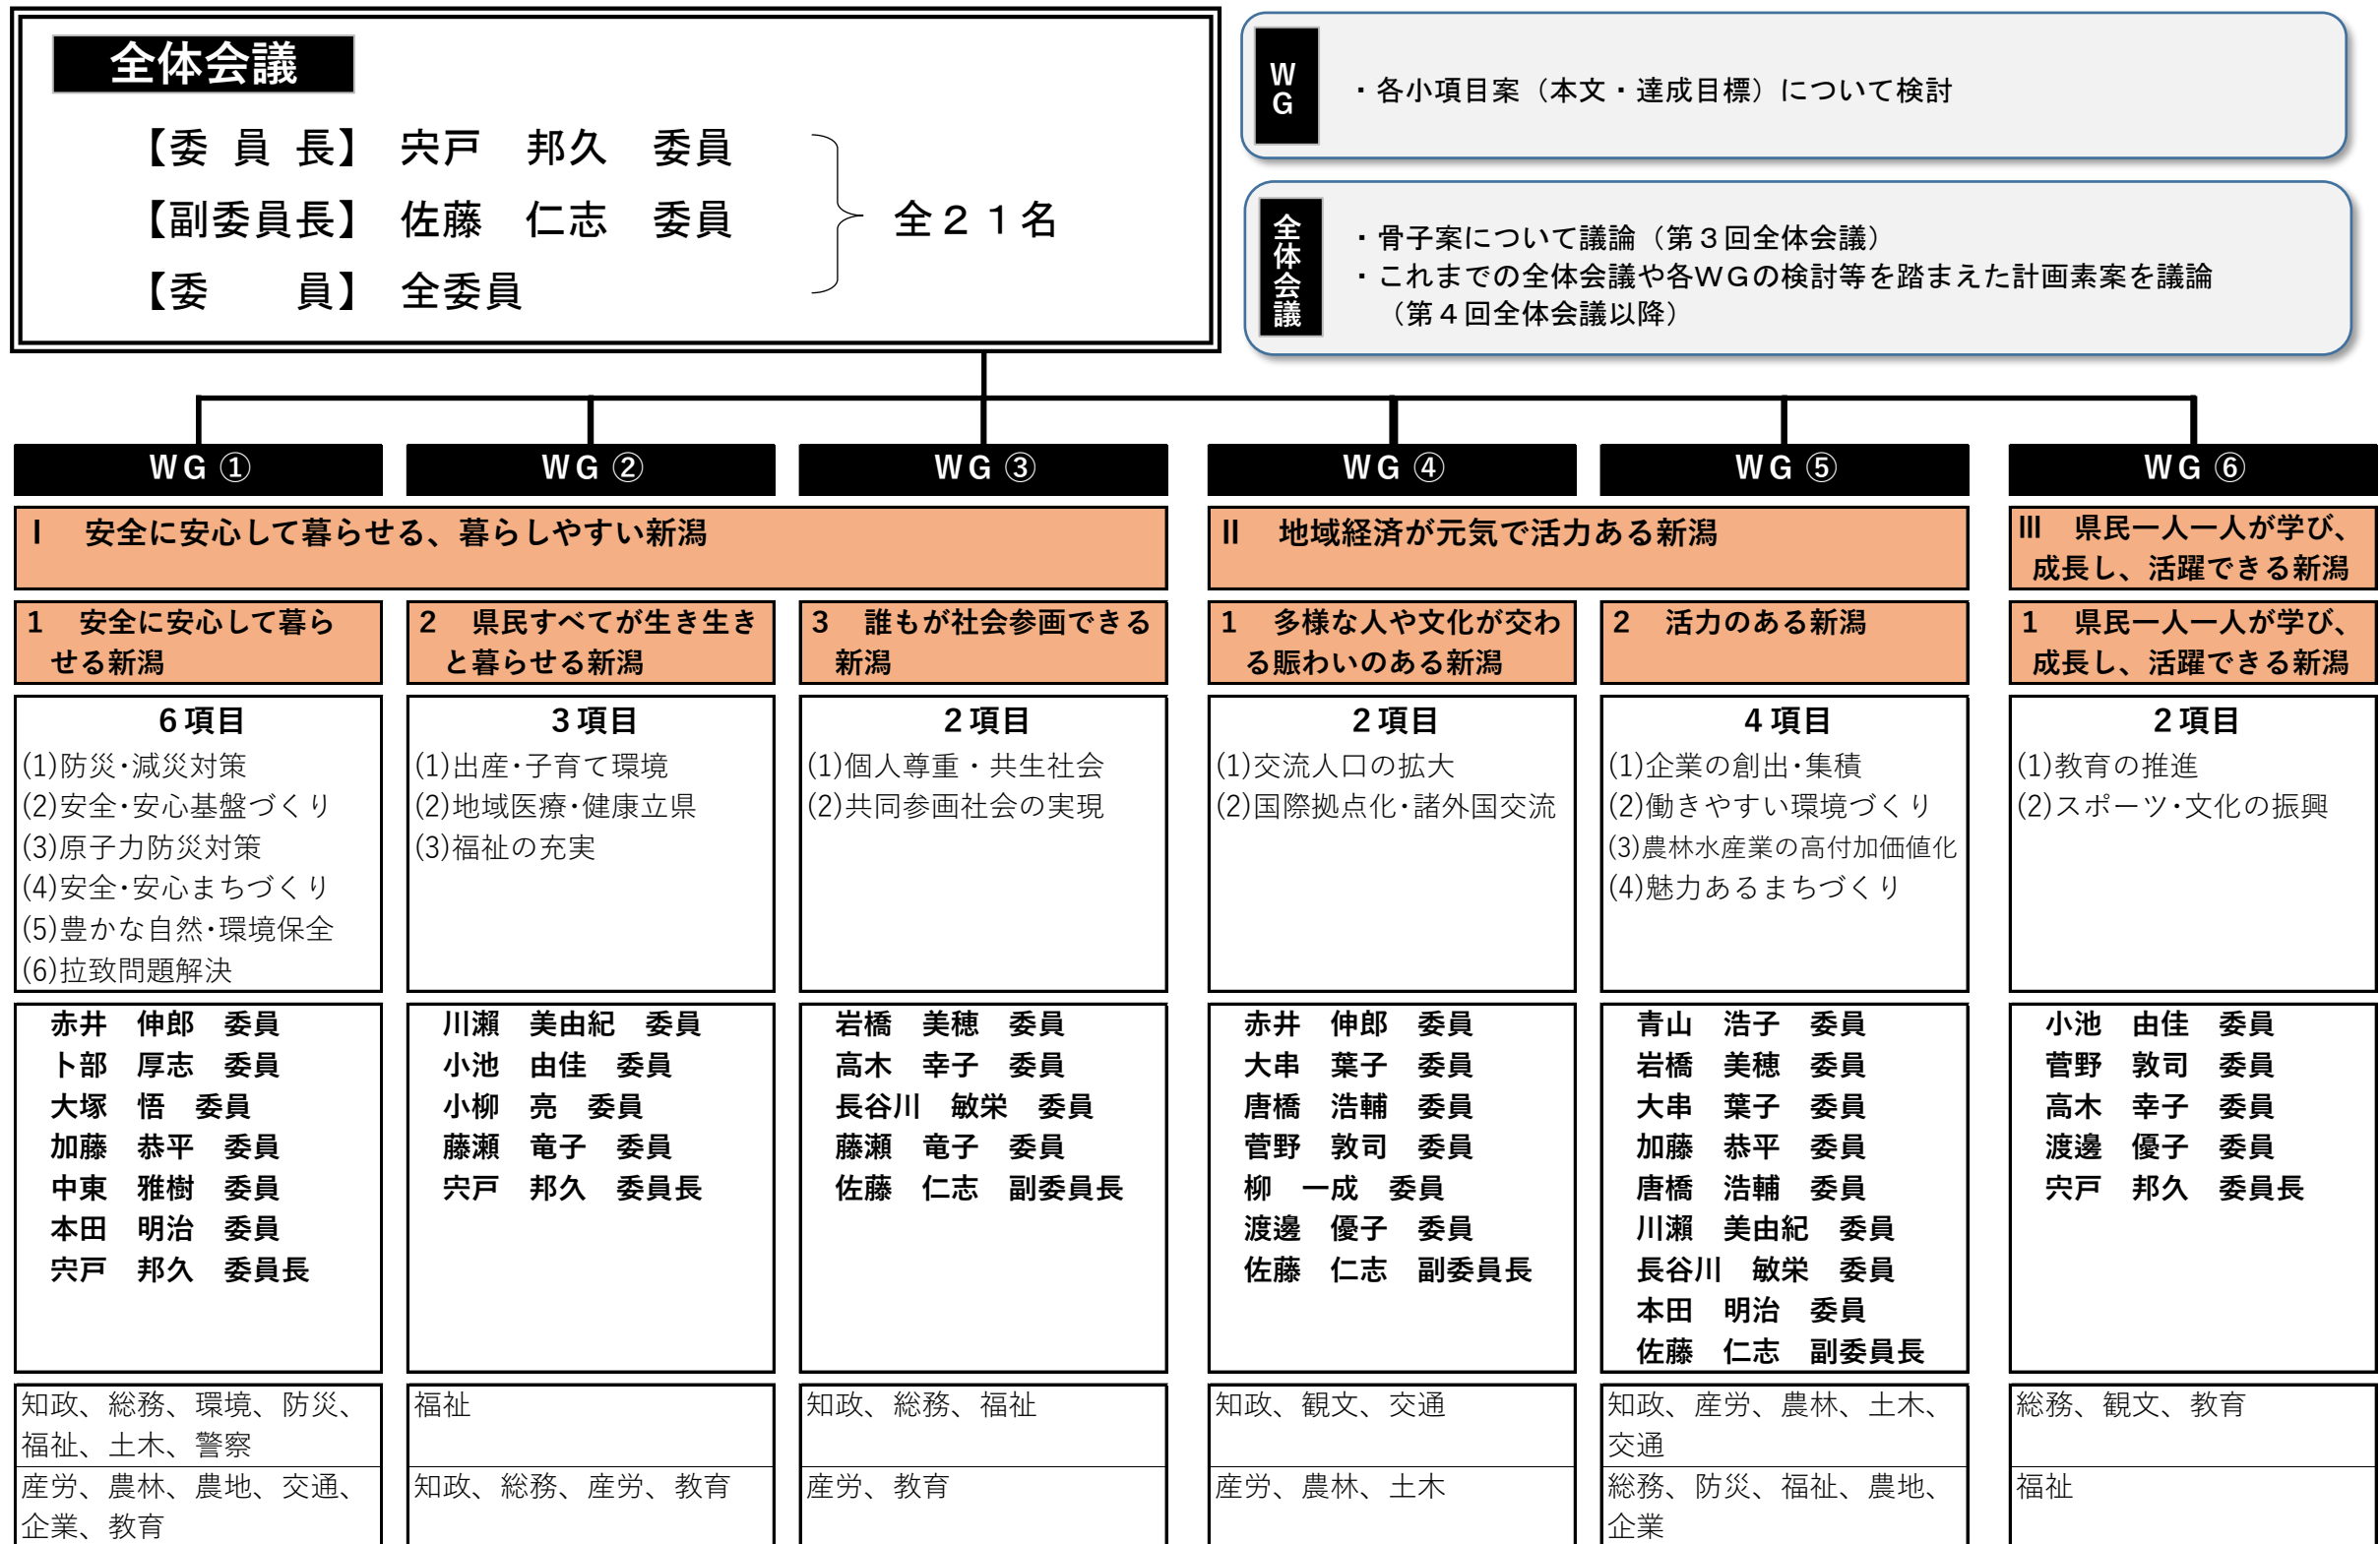 全体会議
【委員長】 宍戸 邦久 委員
【副委員長】 佐藤 仁志 委員
【委 員】 全委員
全２１名
WG
・各小項目案（本文・達成目標）について検討
全体会議
・骨子案について議論（第３回全体会議）
・これまでの全体会議や各ＷＧの検討等を踏まえた計画素案を議論
（第４回全体会議以降）
WG ①
WG ②
WG ③
WG ④
WG ⑤
WG ⑥
Ⅰ 安全に安心して暮らせる、暮らしやすい新潟
Ⅱ 地域経済が元気で活力ある新潟
Ⅲ 県民一人一人が学び、
成長し、活躍できる新潟
1 安全に安心して暮ら
せる新潟
2 県民すべてが生き生き
と暮らせる新潟
3 誰もが社会参画できる
新潟
1 多様な人や文化が交わ
る賑わいのある新潟
2 活力のある新潟
1 県民一人一人が学び、
成長し、活躍できる新潟
6項目
(1)防災･減災対策
(2)安全･安心基盤づくり
(3)原子力防災対策
(4)安全･安心まちづくり
(5)豊かな自然･環境保全
(6)拉致問題解決
3項目
(1)出産･子育て環境
(2)地域医療･健康立県
(3)福祉の充実
2項目
(1)個人尊重・共生社会
(2)共同参画社会の実現
2項目
(1)交流人口の拡大
(2)国際拠点化･諸外国交流
4項目
(1)企業の創出･集積
(2)働きやすい環境づくり
(3)農林水産業の高付加価値化
(4)魅力あるまちづくり
2項目
(1)教育の推進
(2)スポーツ･文化の振興
赤井 伸郎 委員
卜部 厚志 委員
大塚 悟 委員
加藤 恭平 委員
中東 雅樹 委員
本田 明治 委員
宍戸 邦久 委員長
川瀬 美由紀 委員
小池 由佳 委員
小柳 亮 委員
藤瀬 竜子 委員
宍戸 邦久 委員長
岩橋 美穂 委員
高木 幸子 委員
長谷川 敏栄 委員
藤瀬 竜子 委員
佐藤 仁志 副委員長
赤井 伸郎 委員
大串 葉子 委員
唐橋 浩輔 委員
菅野 敦司 委員
柳 一成 委員
渡邊 優子 委員
佐藤 仁志 副委員長
青山 浩子 委員
岩橋 美穂 委員
大串 葉子 委員
加藤 恭平 委員
唐橋 浩輔 委員
川瀬 美由紀 委員
長谷川 敏栄 委員
本田 明治 委員
佐藤 仁志 副委員長
小池 由佳 委員
菅野 敦司 委員
高木 幸子 委員
渡邊 優子 委員
宍戸 邦久 委員長
知政、総務、環境、防災、
福祉、土木、警察
福祉
知政、総務、福祉
知政、観文、交通
知政、産労、農林、土木、
交通
総務、観文、教育
産労、農林、農地、交通、
企業、教育
知政、総務、産労、教育
産労、教育
産労、農林、土木
総務、防災、福祉、農地、
企業
福祉